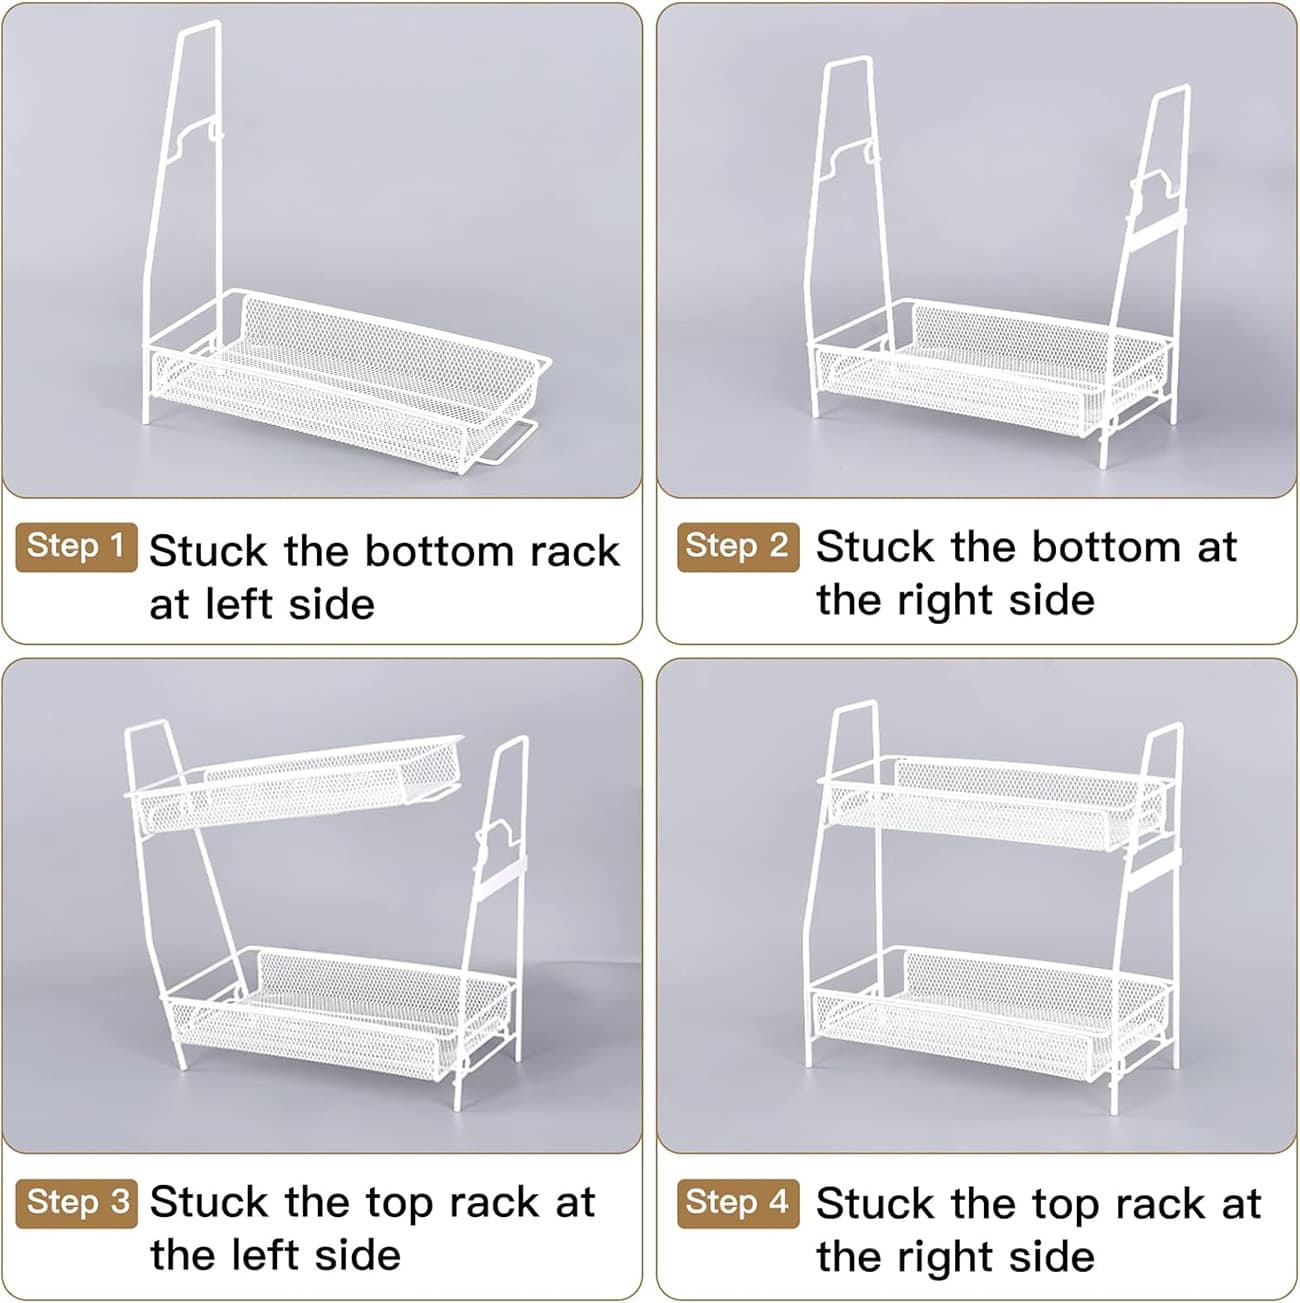 Step 1 Stuck the bottom rack
at left side
Step 2 Stuck the bottom at
the right side
Step 3 Stuck the top rack at
the left side
Step 4 Stuck the top rack at
the right side